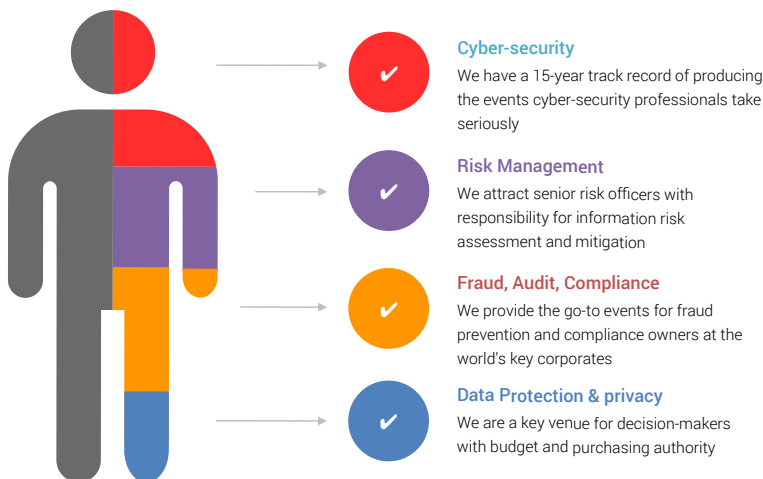 Cyber-security
We have a 15-year track record of producing
the events cyber-security professionals take
seriously
Risk Management
We attract senior risk officers with
responsibility for information risk
assessment and mitigation
Fraud, Audit, Compliance
We provide the go-to events for fraud
prevention and compliance owners at the
world's key corporates
Data Protection & privacy
We are a key venue for decision-makers
with budget and purchasing authority